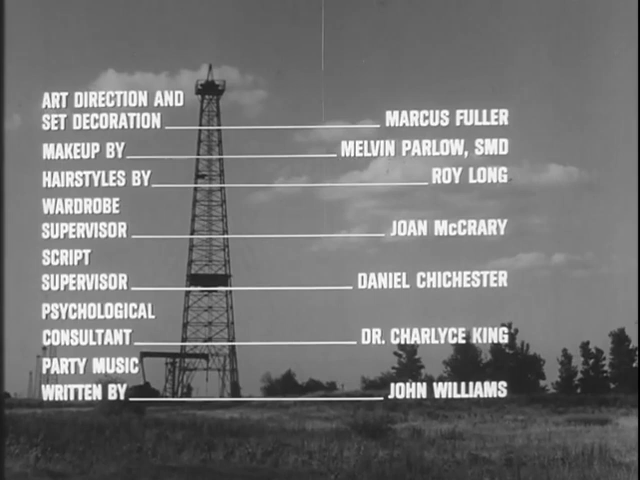 ART DIRECTION AND
SET DECORATION MARCUS FULLER
MAKEUP BY MELVIN PARLOW, SMD
HAIRSTYLES BY ROY LONG
WARDROBE
SUPERVISOR JOAN McCRARY
SCRIPT
SUPERVISOR DANIEL CHICHESTER
PSYCHOLOGICAL
CONSULTANT DR. CHARLYCE KING
PARTY MUSIC
WRITTEN BY JOHN WILLIAMS